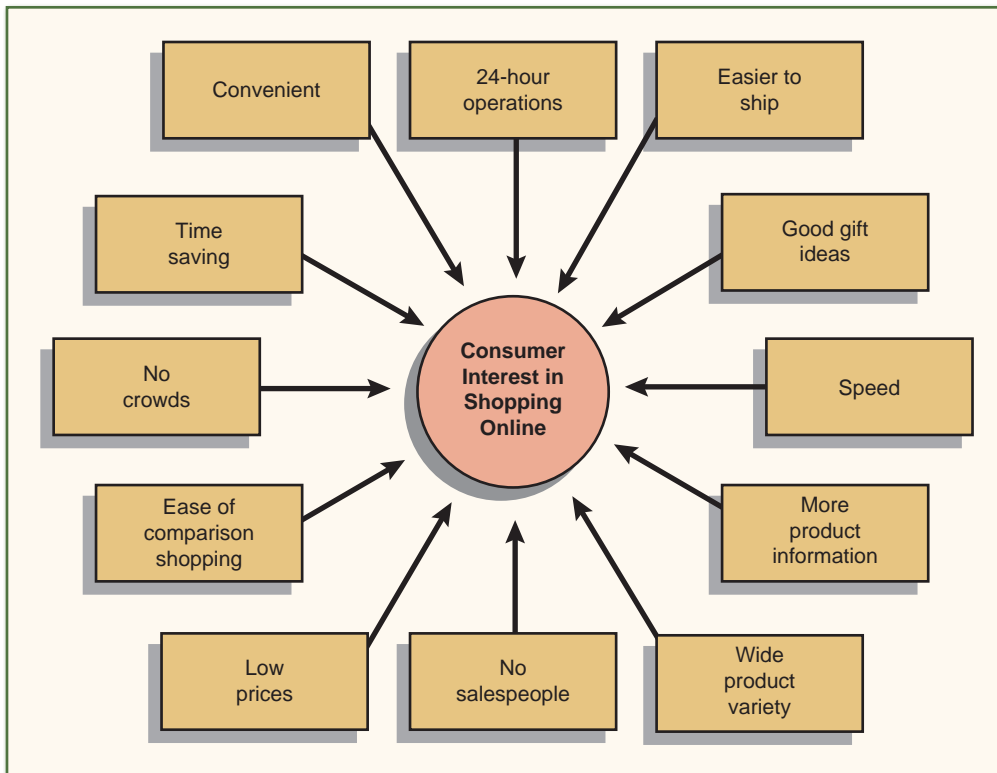 Convenient
24-hour
operations
Easier to
ship
Time
saving
Good gift
ideas
No
crowds
Consumer
Interest in
Shopping
Online
Speed
Ease of
comparison
shopping
More
product
information
Low
prices
No
salespeople
Wide
product
variety